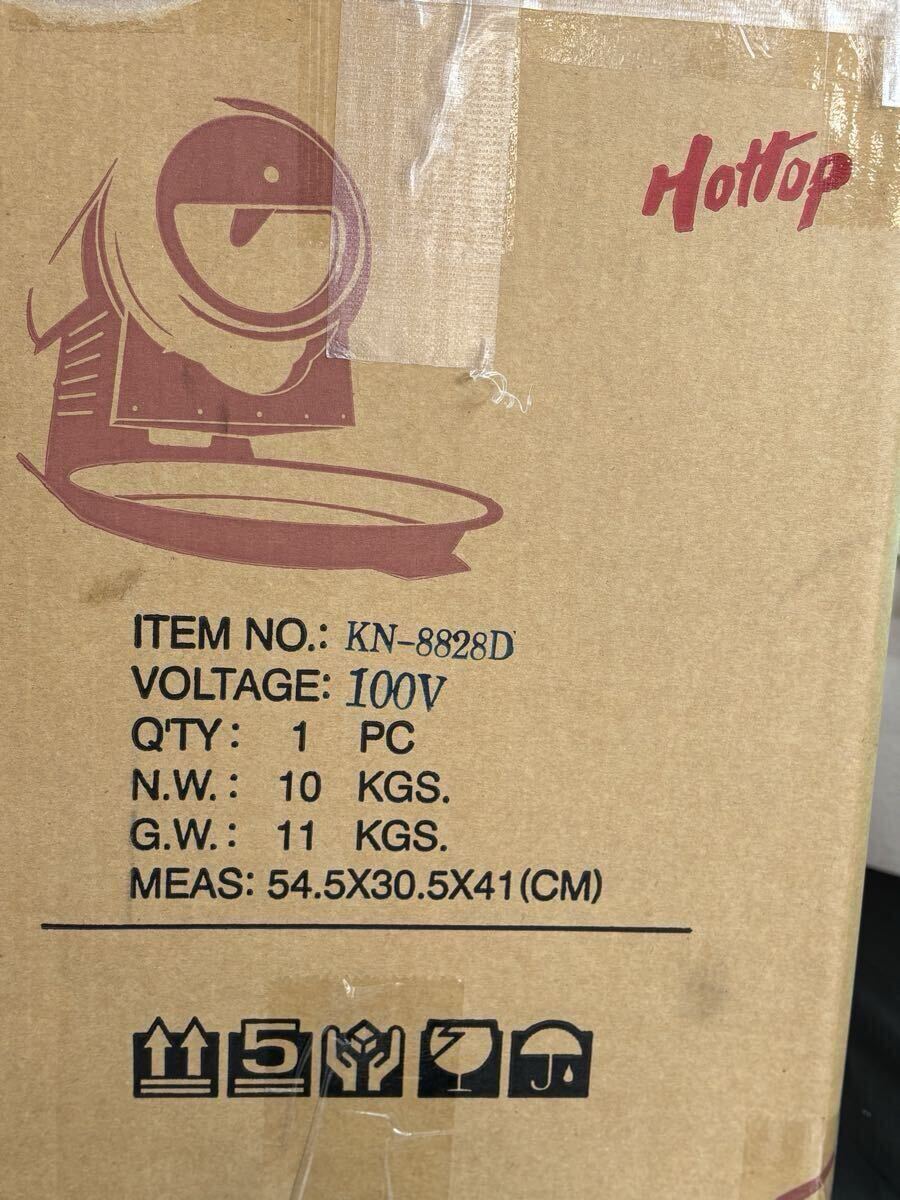 HotTop
ITEM NO.: KN-8828D
VOLTAGE: 100V
Q'TY: 1 PC
N.W.: 10 KGS.
G.W.: 11 KGS.
MEAS: 54.5X30.5X41(CM)
5